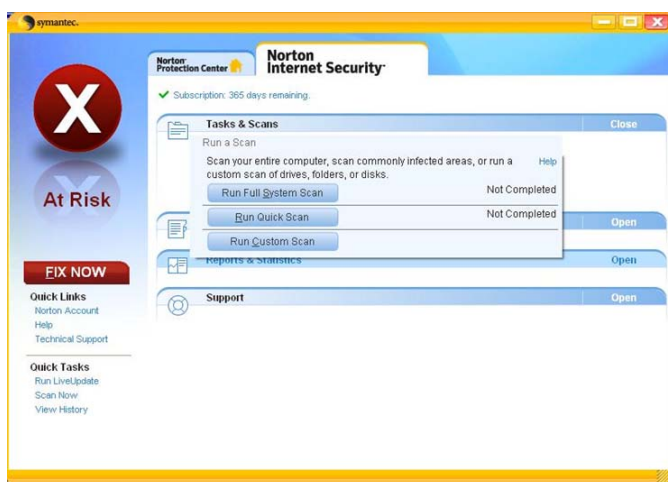 symantec.
Norton
Protection Center
Norton
Internet Security
Subscription: 365 days remaining.
Tasks & Scans
Close
Run a Scan
Scan your entire computer, scan commonly infected areas, or run a
custom scan of drives, folders, or disks.
Help
Run Full System Scan
Not Completed
Run Quick Scan
Not Completed
Run Custom Scan
Open
Reports & Statistics
Open
Support
Open
X
At Risk
FIX NOW
Quick Links
Norton Account
Help
Technical Support
Quick Tasks
Run LiveUpdate
Scan Now
View History